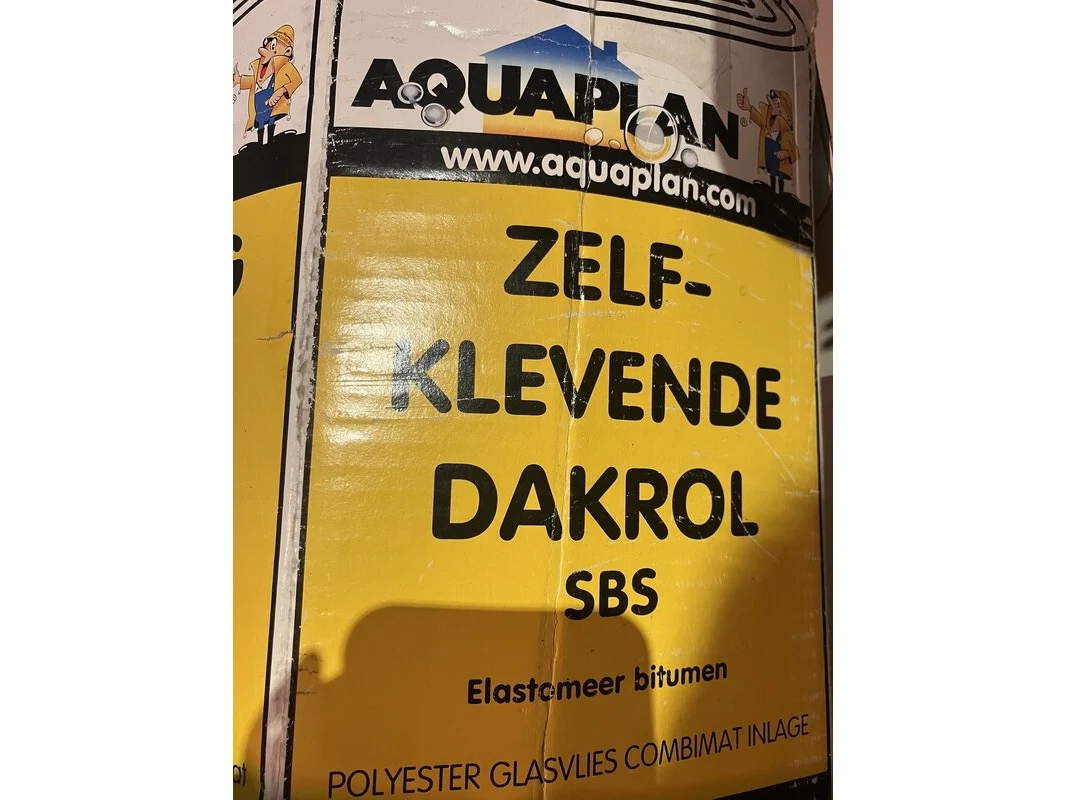 AQUAPLAN®
www.aquaplan.com
ZELF-
KLEVENDE
DAKROL
SBS
Elastomeer bitumen
POLYESTER GLASVLIES COMBIMAT INLAGE